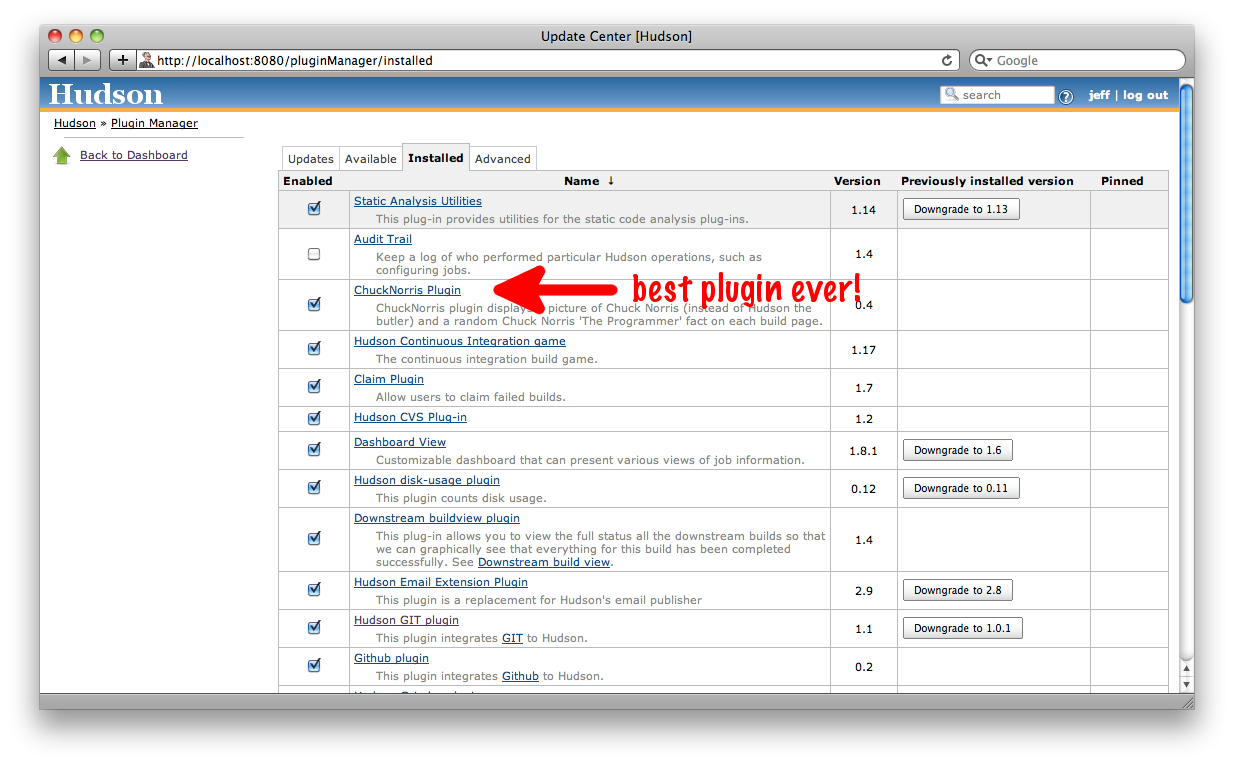 Update Center [Hudson]
http://localhost:8080/pluginManager/installed
Google
Hudson
search
jeff | log out
Hudson » Plugin Manager
Back to Dashboard
Updates Available Installed Advanced
Enabled Name ↓ Version Previously installed version Pinned
Static Analysis Utilities
This plug-in provides utilities for the static code analysis plug-ins.
1.14 Downgrade to 1.13
Audit Trail
Keep a log of who performed particular Hudson operations, such as
configuring jobs.
1.4
ChuckNorris Plugin
best plugin ever!
ChuckNorris plugin displays picture of Chuck Norris (instead of Hudson the
butler) and a random Chuck Norris 'The Programmer' fact on each build page.
0.4
Hudson Continuous Integration game
The continuous integration build game.
1.17
Claim Plugin
Allow users to claim failed builds.
1.7
Hudson CVS Plug-in
1.2
Dashboard View
Customizable dashboard that can present various views of job information.
1.8.1 Downgrade to 1.6
Hudson disk-usage plugin
This plugin counts disk usage.
0.12 Downgrade to 0.11
Downstream buildview plugin
This plug-in allows you to view the full status all the downstream builds so that
we can graphically see that everything for this build has been completed
successfully. See Downstream build view.
1.4
Hudson Email Extension Plugin
This plugin is a replacement for Hudson's email publisher
2.9 Downgrade to 2.8
Hudson GIT plugin
This plugin integrates GIT to Hudson.
1.1 Downgrade to 1.0.1
Github plugin
This plugin integrates Github to Hudson.
0.2